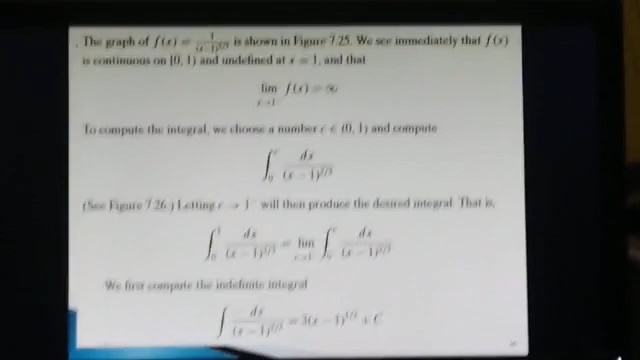 The graph of f(x) = 1/(x − 1)^{2/3} is shown in Figure 7.25. We see immediately that f(x)
is continuous on [0, 1) and undefined at x = 1, and that
lim x→1⁻ f(x) = ∞
To compute the integral, we choose a number c ∈ (0, 1) and compute
∫₀ᶜ dx/(x − 1)^{2/3}
(See Figure 7.26.) Letting c → 1⁻ will then produce the desired integral. That is,
∫₀¹ dx/(x − 1)^{2/3} = lim c→1⁻ ∫₀ᶜ dx/(x − 1)^{2/3}
We first compute the indefinite integral
∫ dx/(x − 1)^{2/3} = 3(x − 1)^{1/3} + C